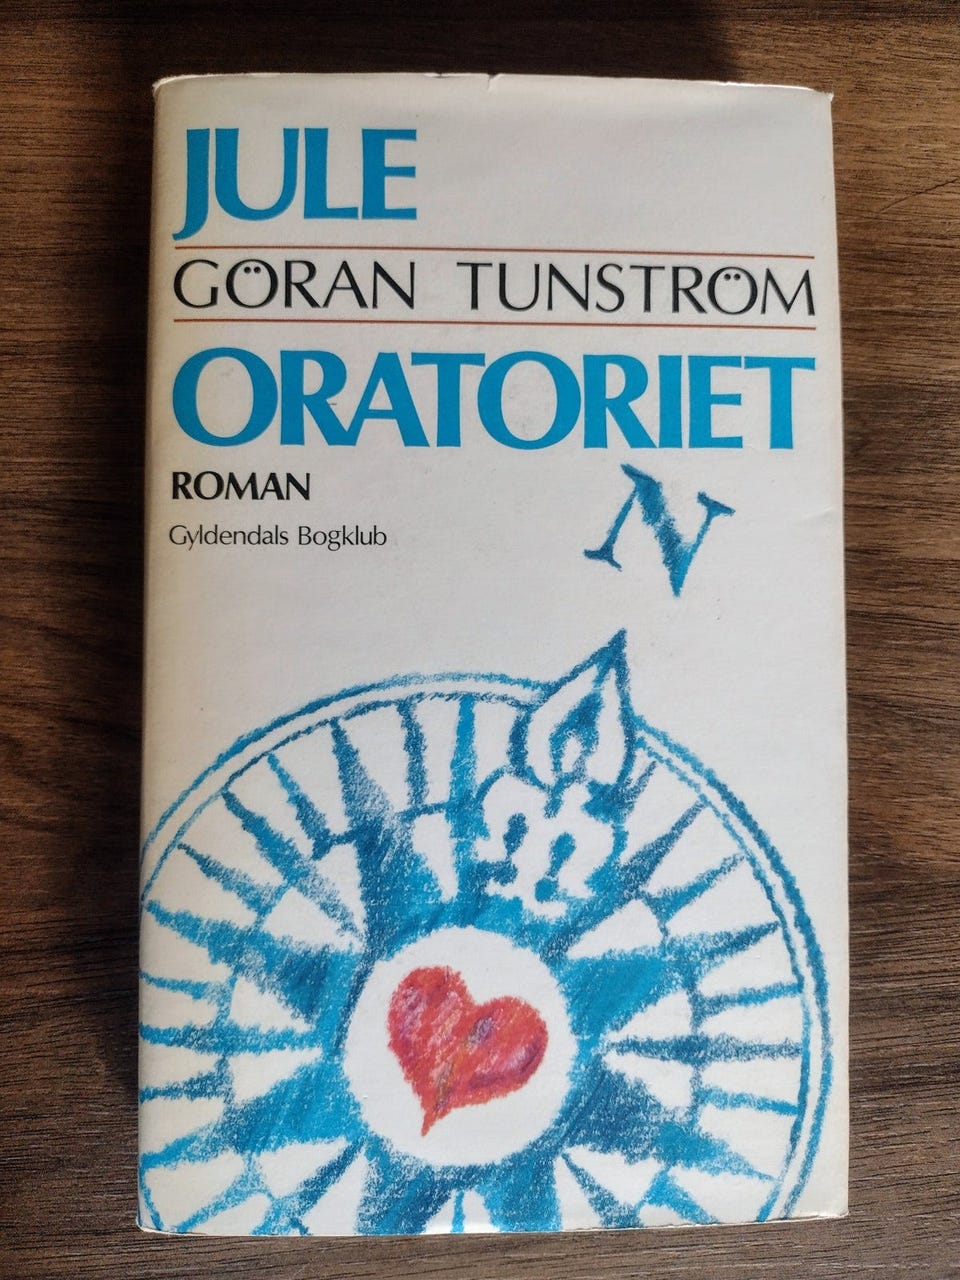 JULE
GÖRAN TUNSTRÖM
ORATORIET
ROMAN
Gyldendals Bogklub
N